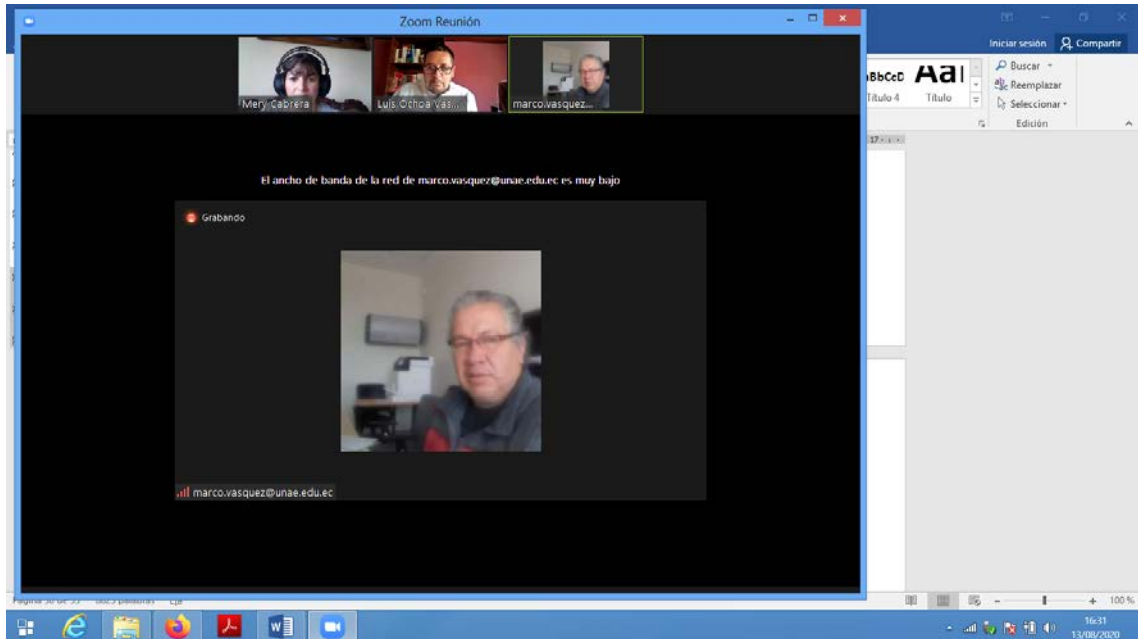 Zoom Reunión
Iniciar sesión
Compartir
Mery Cabrera
Luis Ochoa Vas...
marco.vasquez...
BbCcD
Título 4
Título
Buscar
Reemplazar
Seleccionar
Edición
17
El ancho de banda de la red de marco.vasquez@unae.edu.ec es muy bajo
Grabando
marco.vasquez@unae.edu.ec
100 %
16:31
13/08/2020